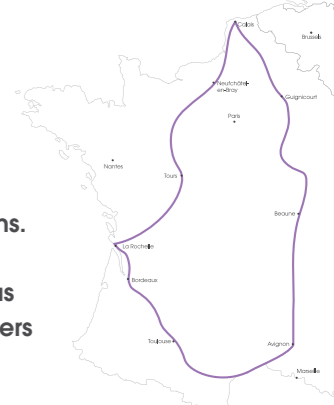 Calais
Brussels
Neufchâtel-
en-Bray
Guignicourt
Paris
Nantes
Tours
Beaune
ns.
La Rochelle
Bordeaux
us
ers
Toulouse
Avignon
Marseille